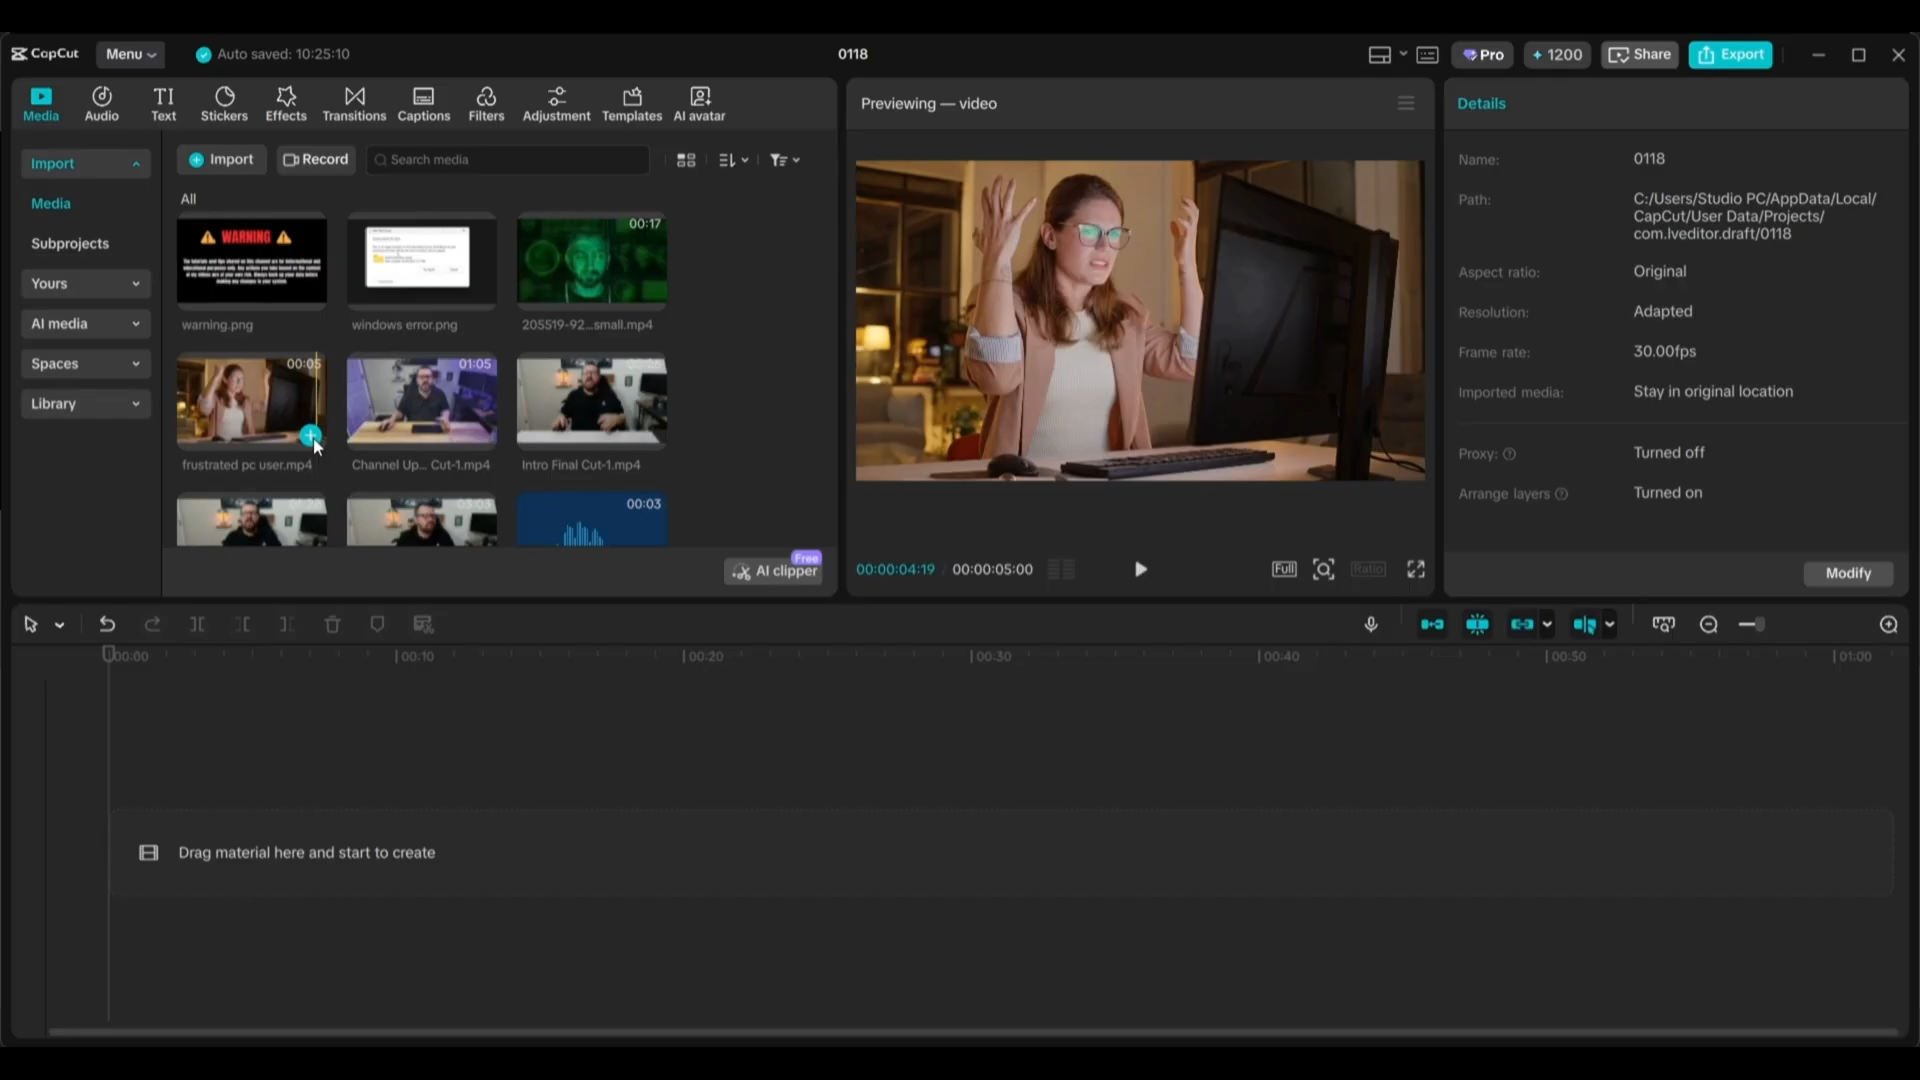 CapCut
Menu
Auto saved: 10:25:10
0118
Pro
1200
Share
Export
Media
Audio
Text
Stickers
Effects
Transitions
Captions
Filters
Adjustment
Templates
AI avatar
Import
Media
Subprojects
Yours
AI media
Spaces
Library
Import
Record
Search media
All
WARNING
warning.png
windows error.png
00:17
205519-92...small.mp4
00:05
frustrated pc user.mp4
01:05
Channel Up... Cut-1.mp4
Intro Final Cut-1.mp4
00:03
Free
AI clipper
Previewing — video
00:00:04:19 / 00:00:05:00
Full
Ratio
Details
Name: 0118
Path: C:/Users/Studio PC/AppData/Local/
CapCut/User Data/Projects/
com.lveditor.draft/0118
Aspect ratio: Original
Resolution: Adapted
Frame rate: 30.00fps
Imported media: Stay in original location
Proxy: Turned off
Arrange layers Turned on
Modify
00:00
00:10
00:20
00:30
00:40
00:50
01:00
Drag material here and start to create